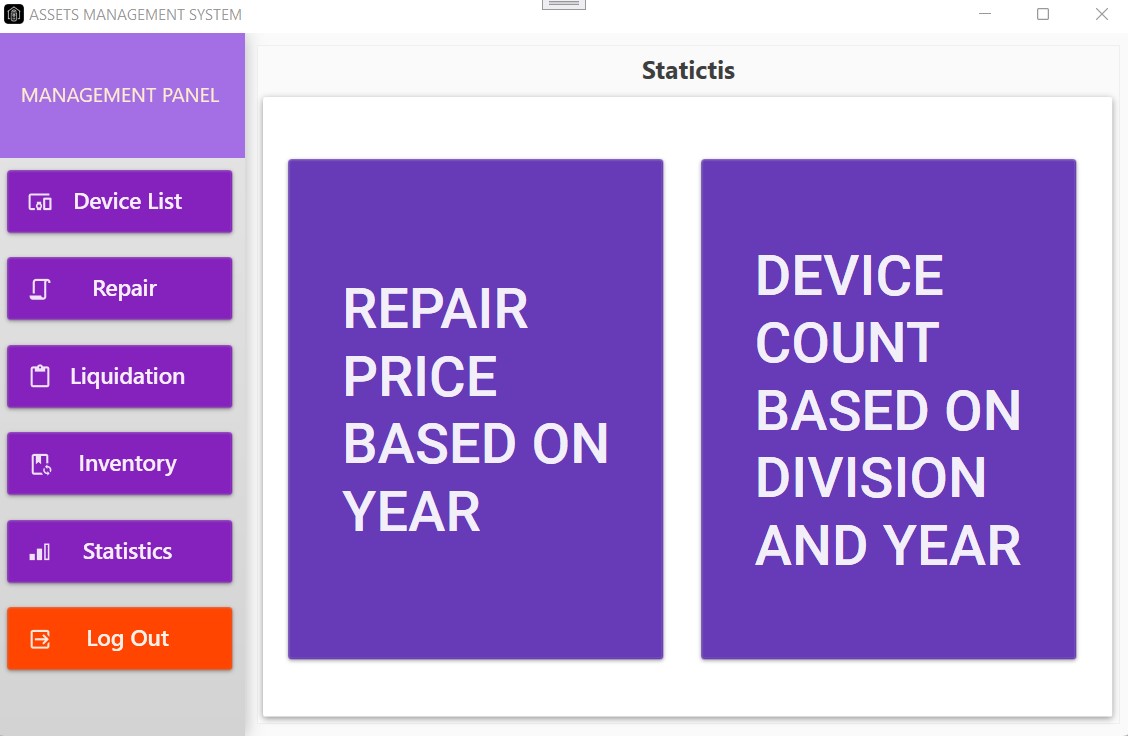 ASSETS MANAGEMENT SYSTEM
MANAGEMENT PANEL
Device List
Repair
Liquidation
Inventory
Statistics
Log Out
Statictis
REPAIR
PRICE
BASED ON
YEAR
DEVICE
COUNT
BASED ON
DIVISION
AND YEAR